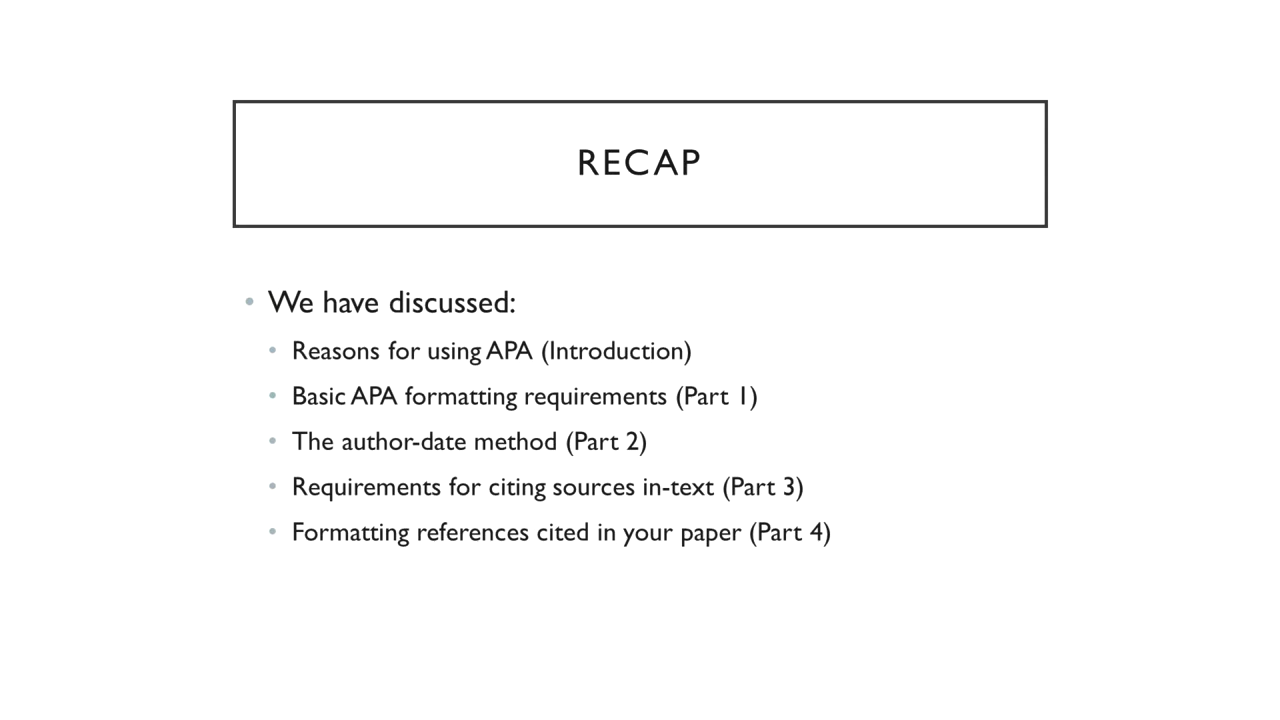 RECAP
• We have discussed:
• Reasons for using APA (Introduction)
• Basic APA formatting requirements (Part 1)
• The author-date method (Part 2)
• Requirements for citing sources in-text (Part 3)
• Formatting references cited in your paper (Part 4)